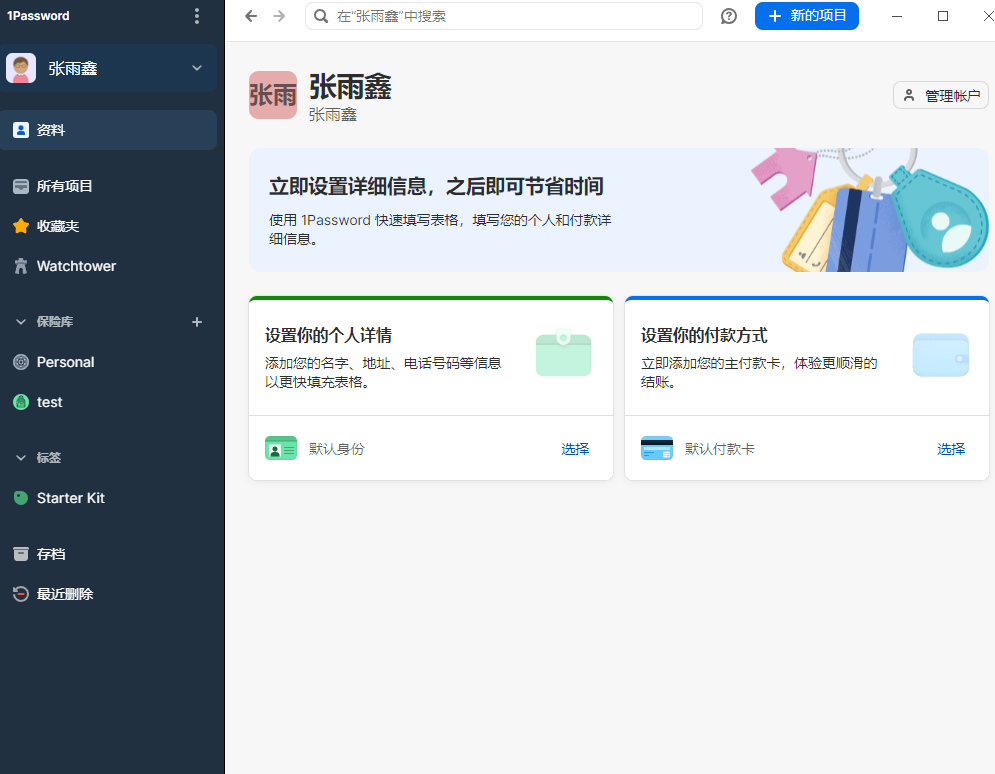 1Password
在“张雨鑫”中搜索
新的项目
张雨鑫
资料
所有项目
收藏夹
Watchtower
保险库
Personal
test
标签
Starter Kit
存档
最近删除
张雨
张雨鑫
张雨鑫
管理帐户
立即设置详细信息，之后即可节省时间
使用 1Password 快速填写表格，填写您的个人和付款详
细信息。
设置你的个人详情
添加您的名字、地址、电话号码等信息
以更快填充表格。
默认身份
选择
设置你的付款方式
立即添加您的主付款卡，体验更顺滑的
结账。
默认付款卡
选择